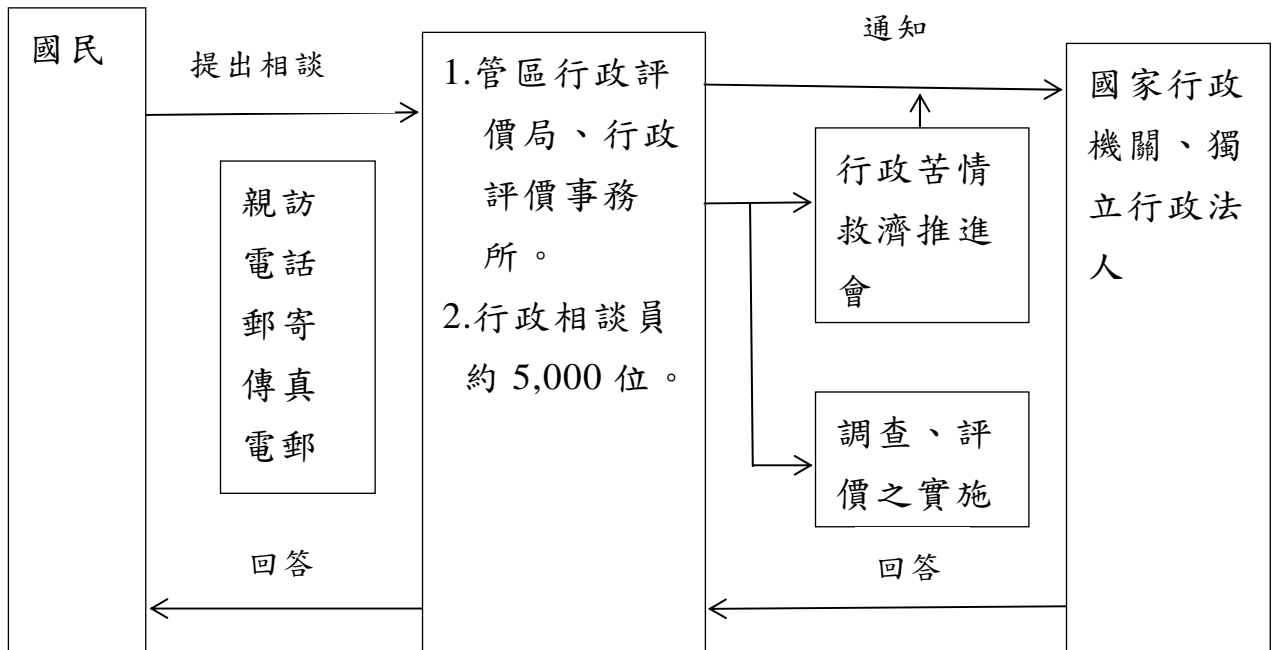 國民
提出相談
親訪
電話
郵寄
傳真
電郵
回答
1.管區行政評
價局、行政
評價事務
所。
2.行政相談員
約 5,000 位。
通知
行政苦情
救濟推進
會
調查、評
價之實施
回答
國家行政
機關、獨
立行政法
人